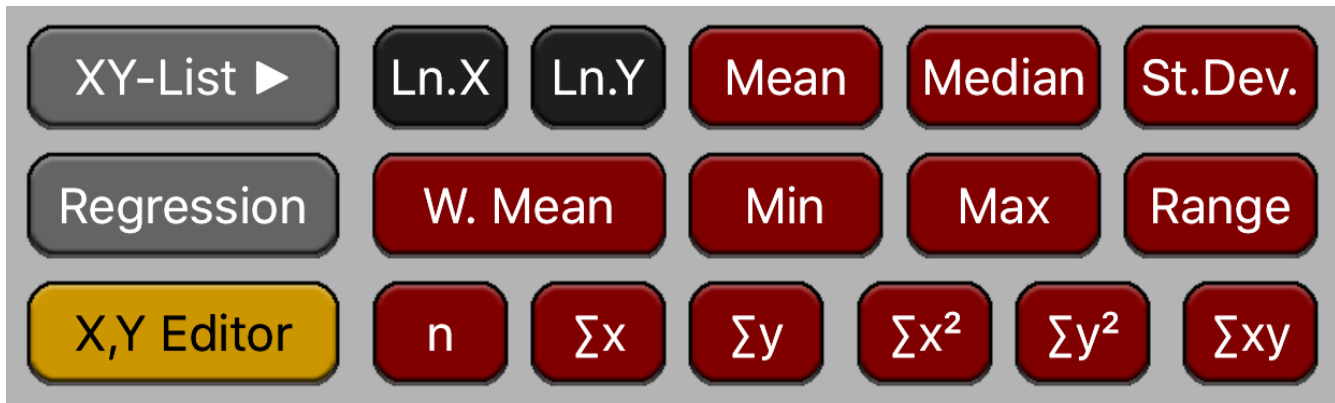 XY-List ▶ Ln.X Ln.Y Mean Median St.Dev.
Regression W. Mean Min Max Range
X,Y Editor n ∑x ∑y ∑x² ∑y² ∑xy